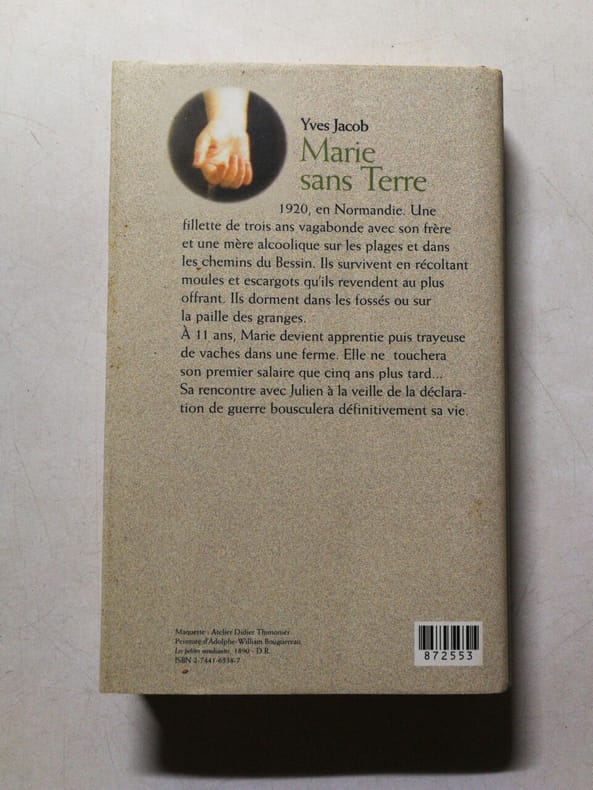 Yves Jacob
Marie
sans Terre
1920, en Normandie. Une
fillette de trois ans vagabonde avec son frère
et une mère alcoolique sur les plages et dans
les chemins du Bessin. Ils survivent en récoltant
moules et escargots qu'ils revendent au plus
offrant. Ils dorment dans les fossés ou sur
la paille des granges.
À 11 ans, Marie devient apprentie puis trayeuse
de vaches dans une ferme. Elle ne touchera
son premier salaire que cinq ans plus tard...
Sa rencontre avec Julien à la veille de la déclara-
tion de guerre bousculera définitivement sa vie.
Maquette : Atelier Didier Thimonier
Peinture d'Adolphe-William Bouguereau,
Les petites mendiantes, 1890 - D.R.
ISBN 2-7441-6538-7
872553